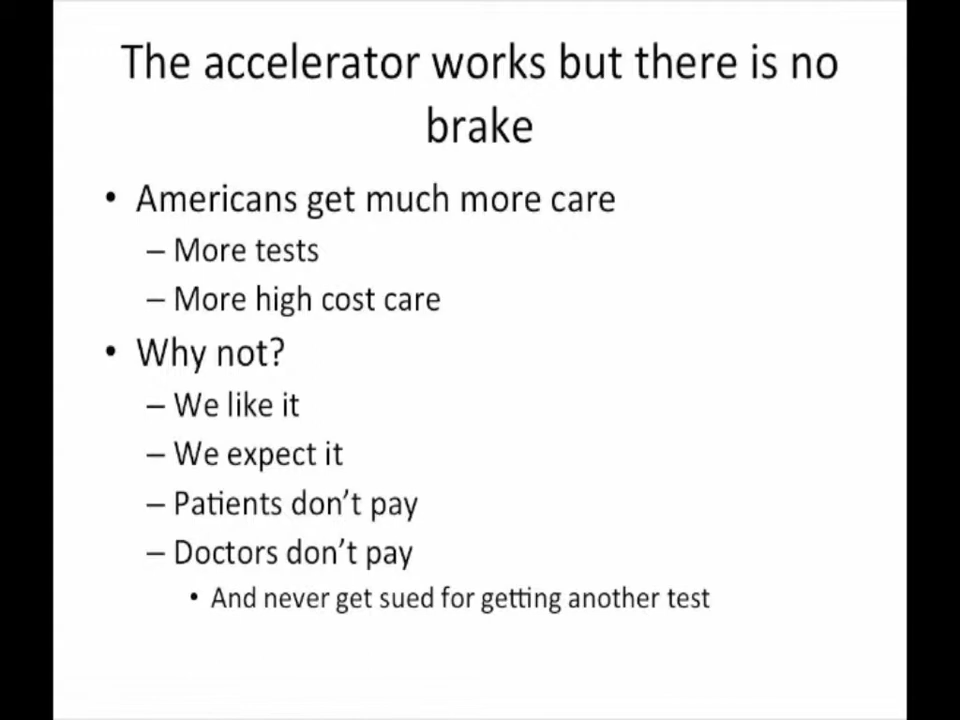 The accelerator works but there is no
brake
• Americans get much more care
– More tests
– More high cost care
• Why not?
– We like it
– We expect it
– Patients don’t pay
– Doctors don’t pay
• And never get sued for getting another test